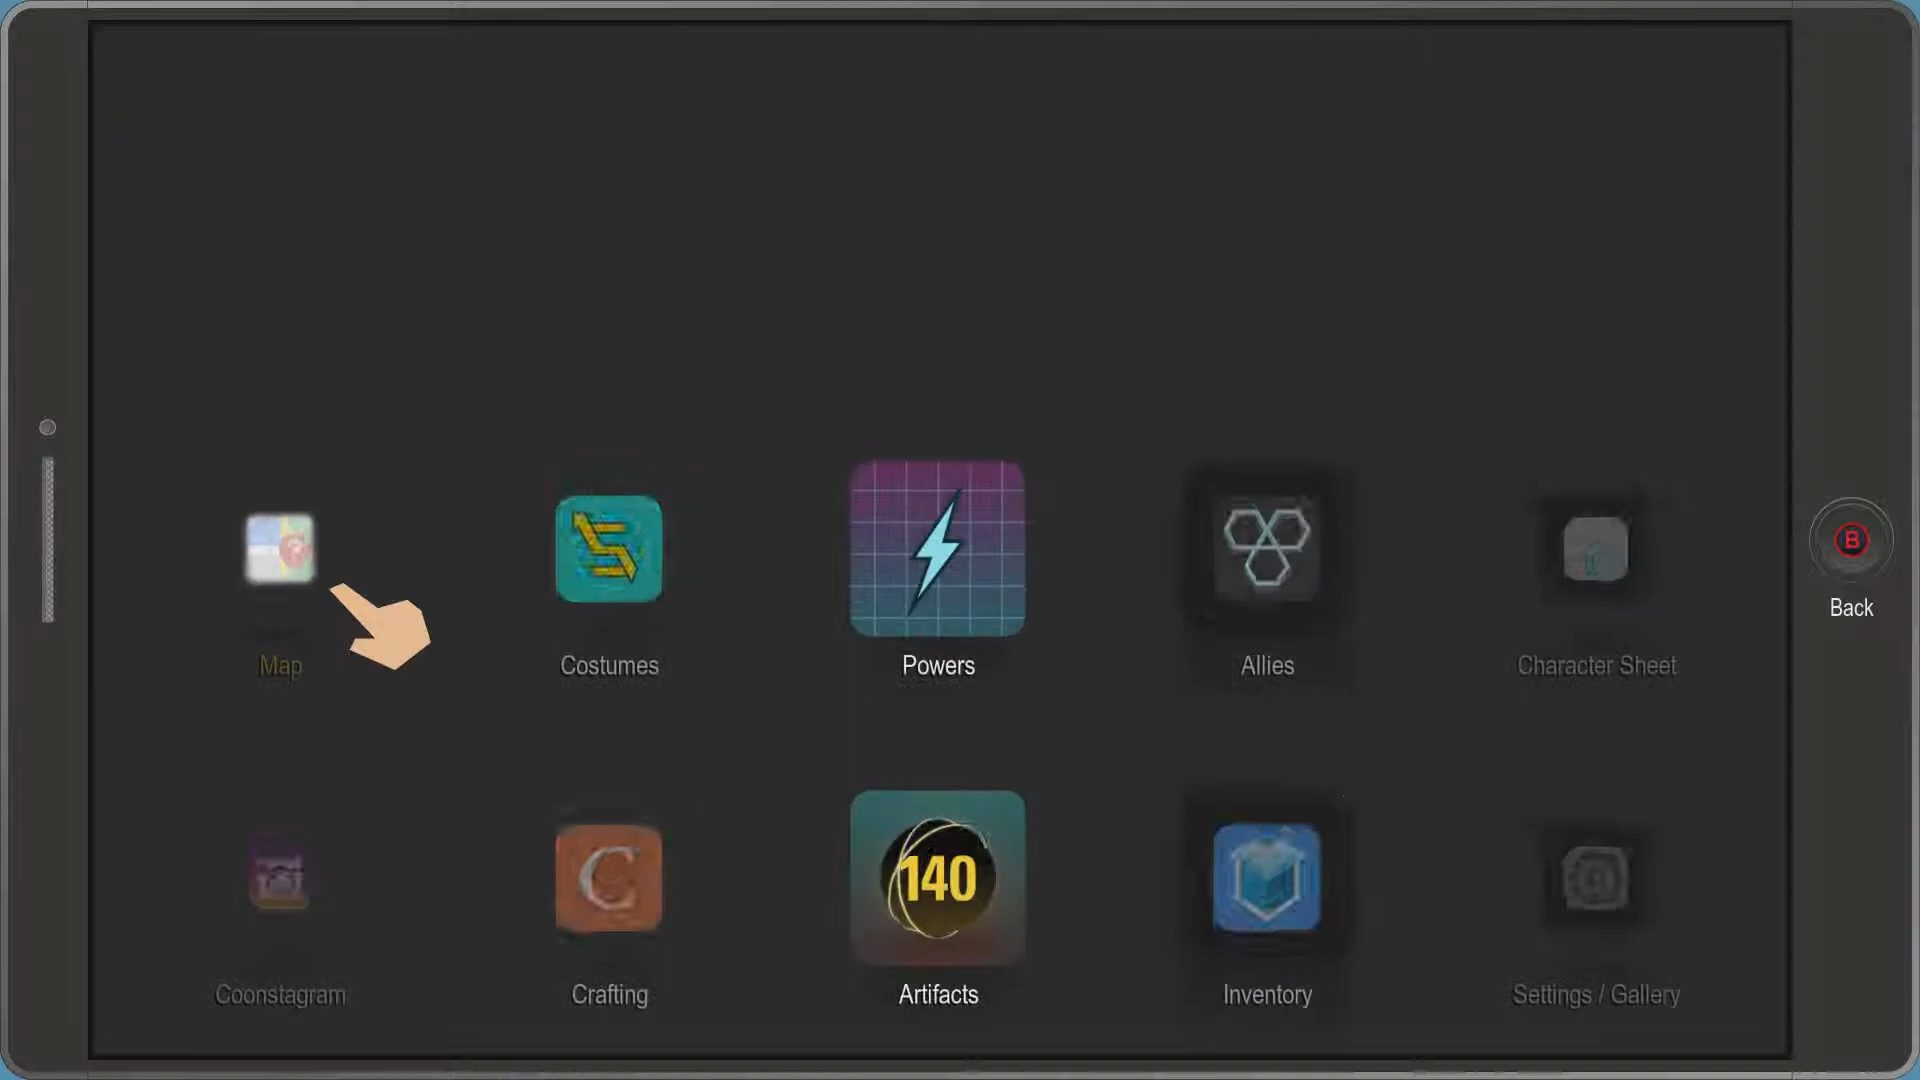 Map
Costumes
Powers
Allies
Character Sheet
B
Back
C
140
@
Coonstagram
Crafting
Artifacts
Inventory
Settings / Gallery